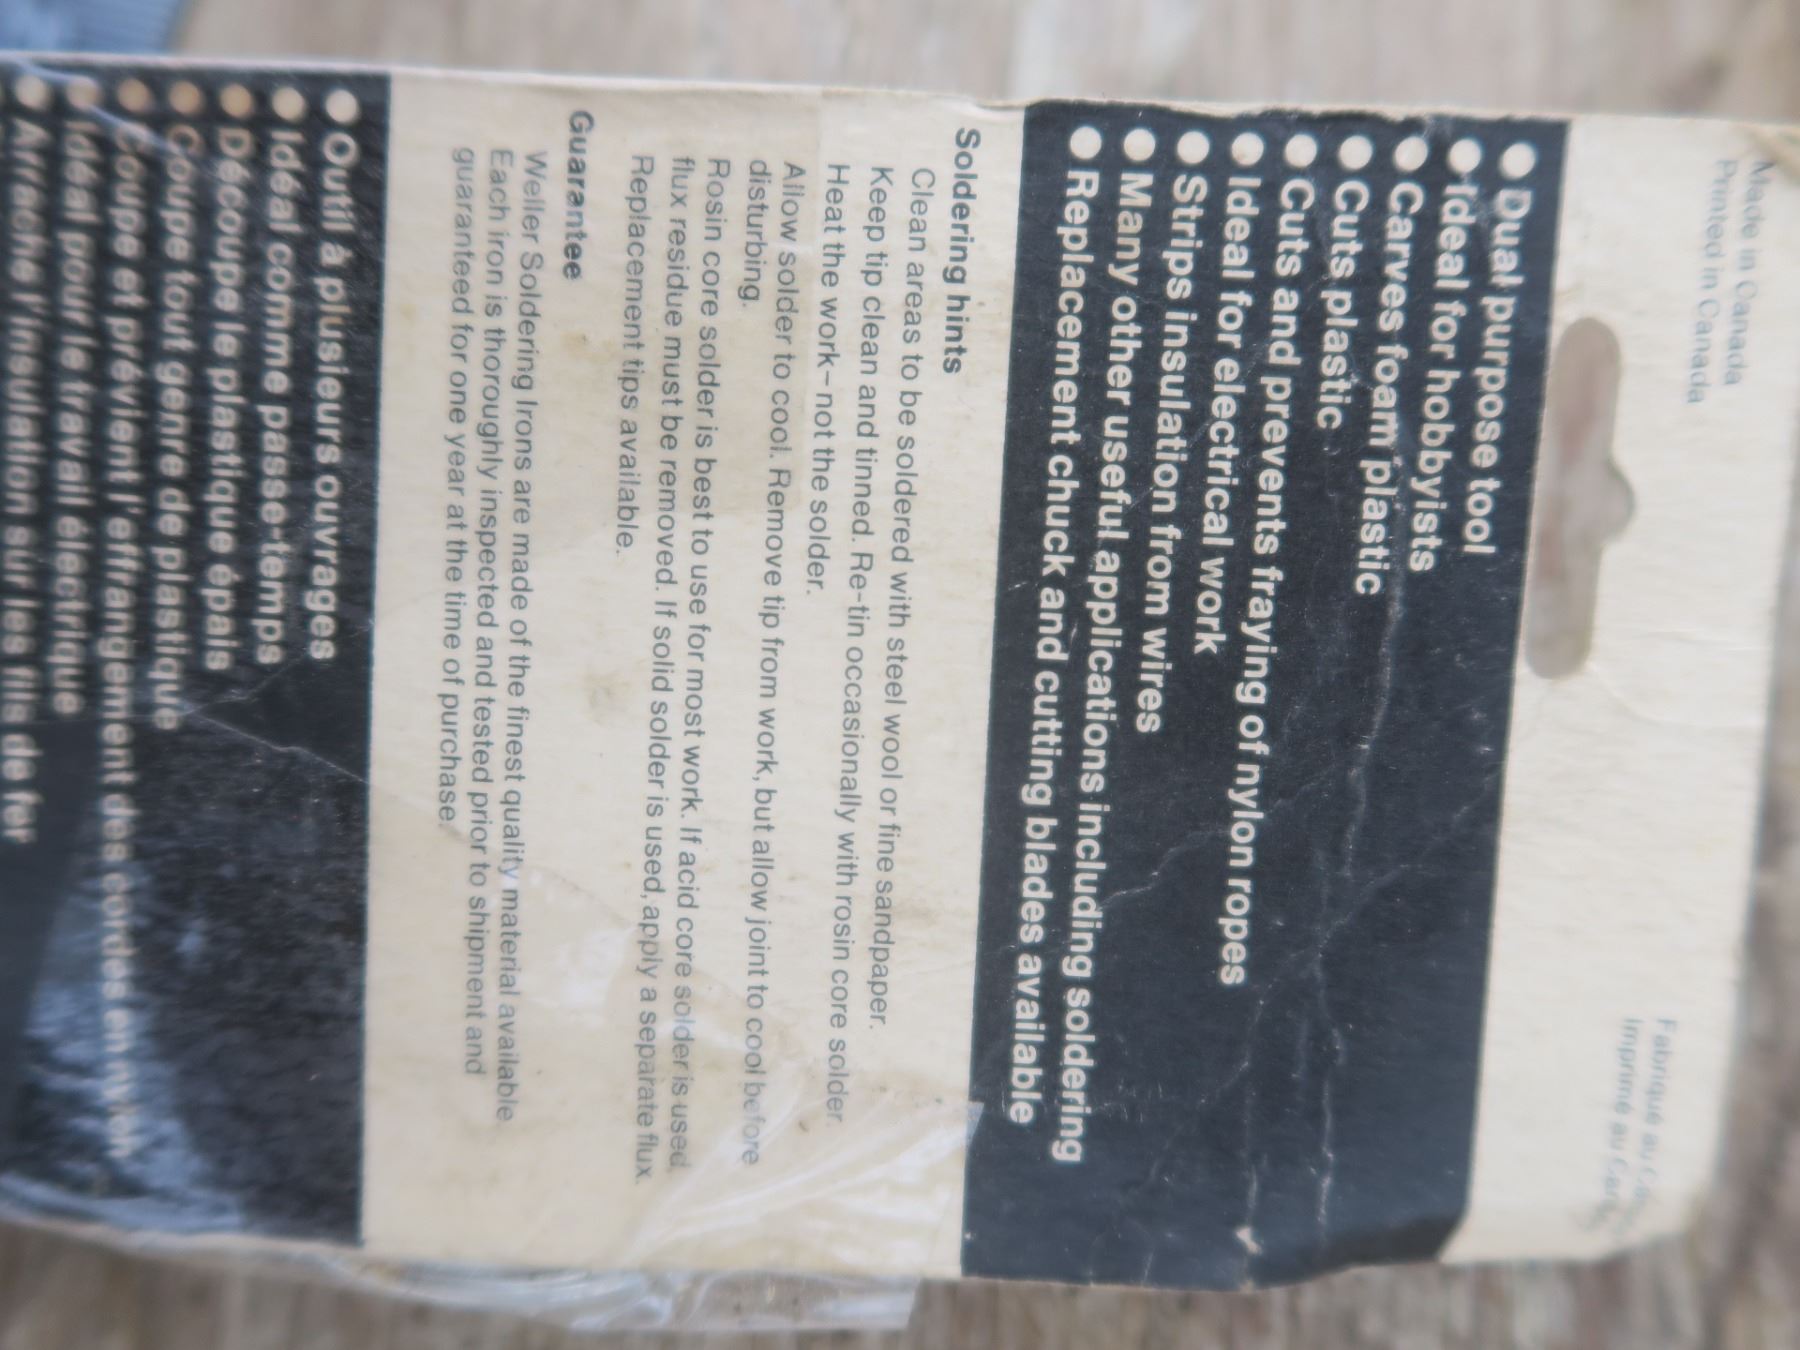 Made in Canada
Printed in Canada
Fabriqué au
Imprimé au
● Dual purpose tool
● Ideal for hobbyists
● Carves foam plastic
● Cuts plastic
● Cuts and prevents fraying of nylon ropes
● Ideal for electrical work
● Strips insulation from wires
● Many other useful applications including soldering
● Replacement chuck and cutting blades available
Soldering hints
Clean areas to be soldered with steel wool or fine sandpaper.
Keep tip clean and tinned. Re-tin occasionally with rosin core solder.
Heat the work–not the solder.
Allow solder to cool. Remove tip from work, but allow joint to cool before
disturbing.
Rosin core solder is best to use for most work. If acid core solder is used,
flux residue must be removed. If solid solder is used, apply a separate flux.
Replacement tips available.
Guarantee
Weller Soldering Irons are made of the finest quality material available.
Each iron is thoroughly inspected and tested prior to shipment and
guaranteed for one year at the time of purchase.
● Outil à plusieurs ouvrages
● Idéal comme passe-temps
● Découpe le plastique épais
● Coupe tout genre de plastique
● Coupe et prévient l'effrangement des cordes en nylon
● Idéal pour le travail électrique
● Arrache l'insulation sur les fils de fer